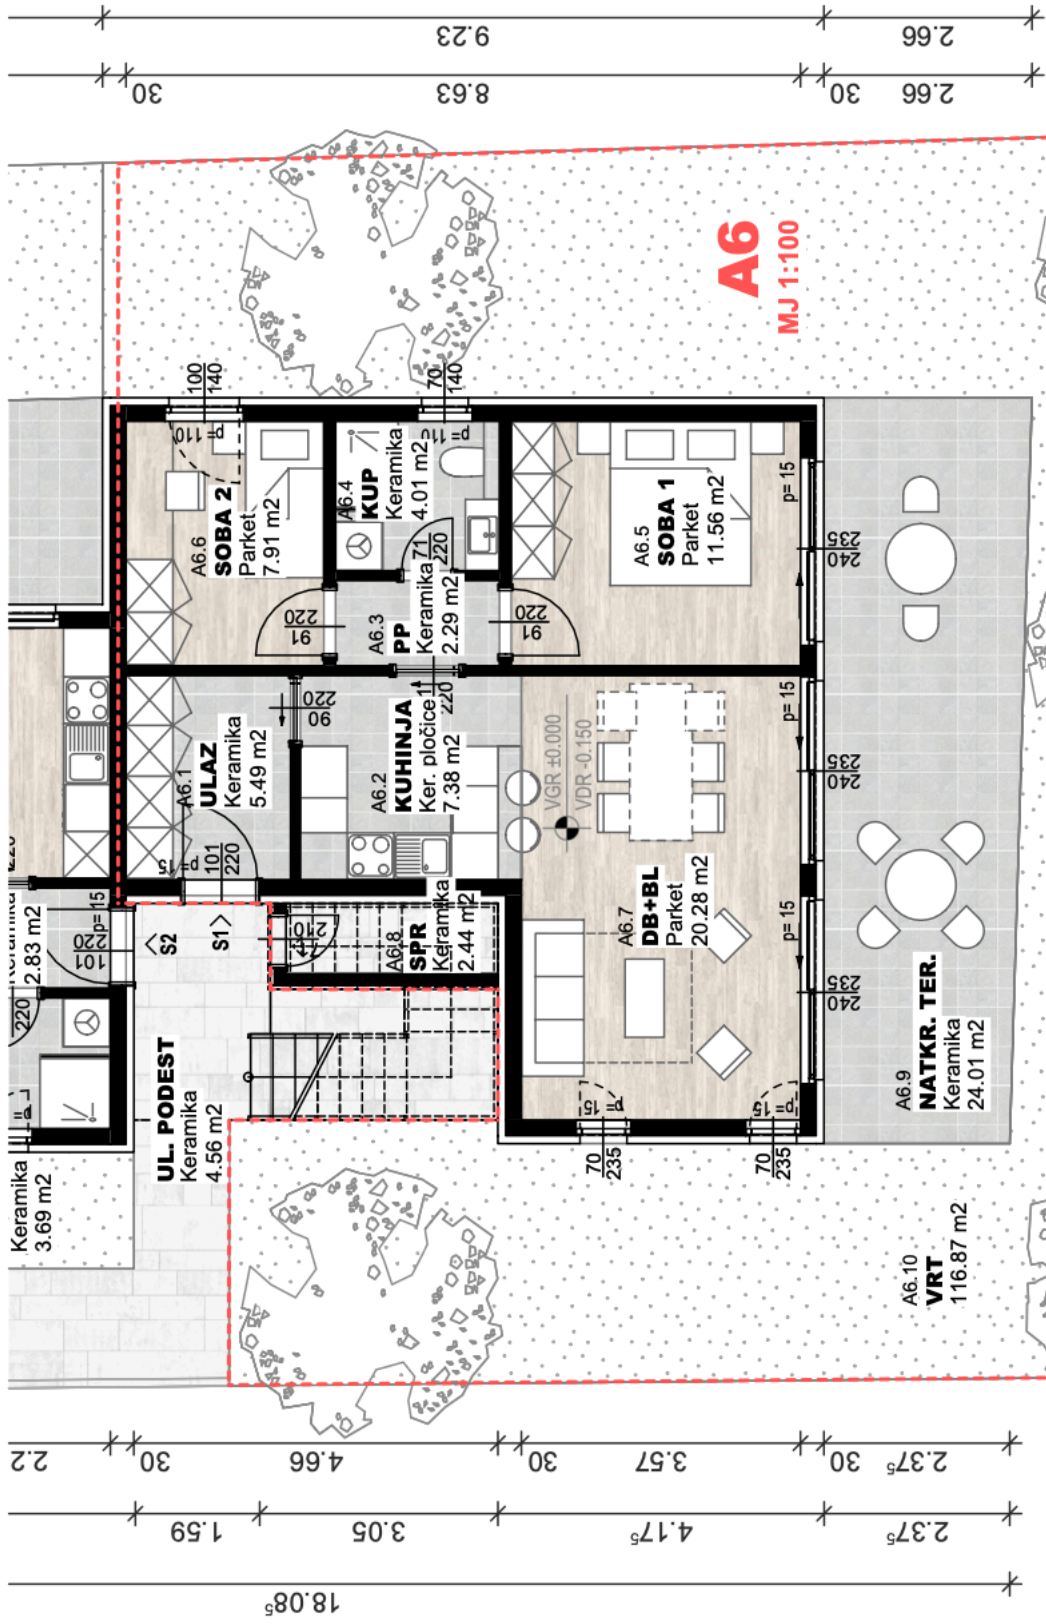 9.23
2.66
30
8.63
30
2.66
A6
MJ 1:100
100
140
p= 110
A6.6
SOBA 2
Parket
7.91 m2
70
140
A6.4
KUP
Keramika
4.01 m2
71
220
A6.5
SOBA 1
Parket
11.56 m2
p= 15
235
240
91
220
A6.3
PP
Keramika
2.29 m2
91
220
A6.1
ULAZ
Keramika
5.49 m2
90
220
A6.2
KUHINJA
Ker. pločice
7.38 m2
220
VGR ±0.000
VDR -0.150
p= 15
235
240
101
220
p= 15
A6.7
DB+BL
Parket
20.28 m2
p= 15
235
240
A6.8
SPR
Keramika
2.44 m2
210
S1>
<S2
p= 15
101
220
Keramika
2.83 m2
220
220
UL. PODEST
Keramika
4.56 m2
Keramika
3.69 m2
p= 15
70
235
p= 15
70
235
A6.9
NATKR. TER.
Keramika
24.01 m2
A6.10
VRT
116.87 m2
2.2
30
4.66
30
3.57
30
2.37⁵
1.59
3.05
4.17⁵
2.37⁵
18.08⁵